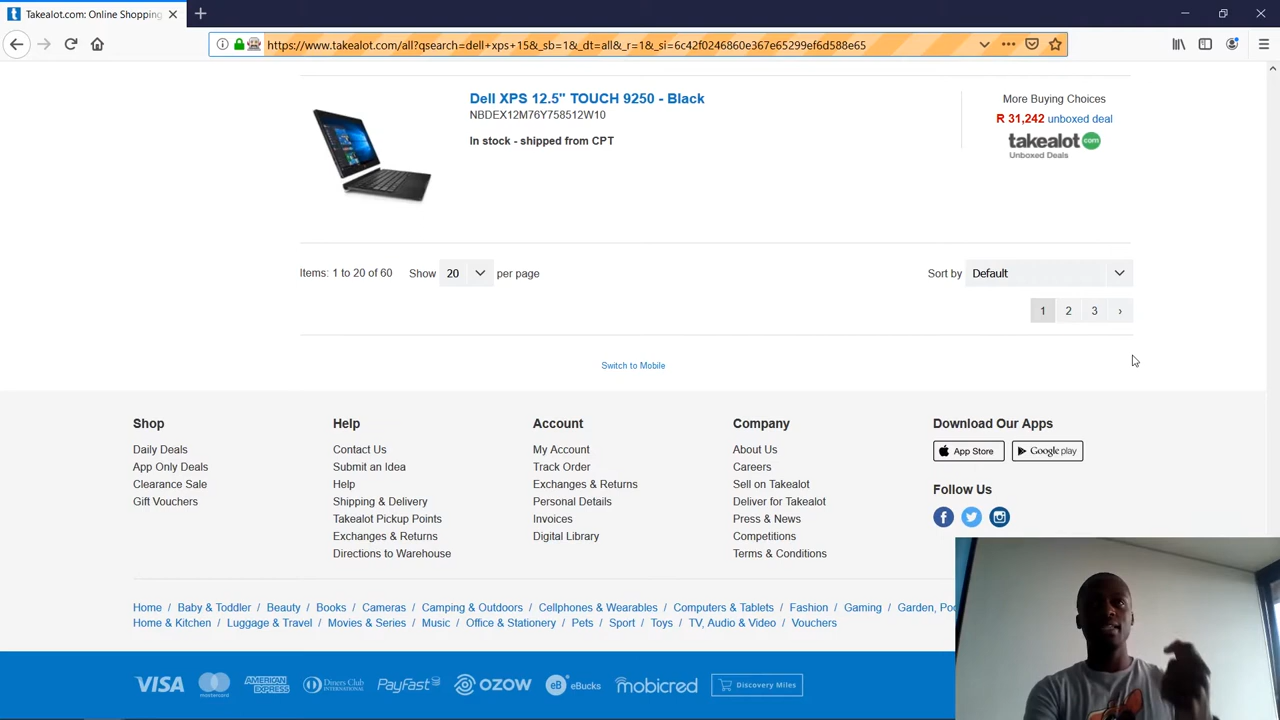 Takealot.com: Online Shopping
https://www.takealot.com/all?qsearch=dell+xps+15&_sb=1&_dt=all&_r=1&_si=6c42f0246860e367e65299ef6d588e65
Dell XPS 12.5" TOUCH 9250 - Black
NBDEX12M76Y758512W10
In stock - shipped from CPT
More Buying Choices
R 31,242 unboxed deal
takealot com
Unboxed Deals
Items: 1 to 20 of 60 Show 20 per page
Sort by Default
1 2 3 ›
Switch to Mobile
Shop
Daily Deals
App Only Deals
Clearance Sale
Gift Vouchers
Help
Contact Us
Submit an Idea
Help
Shipping & Delivery
Takealot Pickup Points
Exchanges & Returns
Directions to Warehouse
Account
My Account
Track Order
Exchanges & Returns
Personal Details
Invoices
Digital Library
Company
About Us
Careers
Sell on Takealot
Deliver for Takealot
Press & News
Competitions
Terms & Conditions
Download Our Apps
App Store Google play
Follow Us
Home / Baby & Toddler / Beauty / Books / Cameras / Camping & Outdoors / Cellphones & Wearables / Computers & Tablets / Fashion / Gaming / Garden,
Home & Kitchen / Luggage & Travel / Movies & Series / Music / Office & Stationery / Pets / Sport / Toys / TV, Audio & Video / Vouchers
VISA mastercard AMERICAN EXPRESS Diners Club INTERNATIONAL PayFast OZOW eB eBucks mobicred Discovery Miles